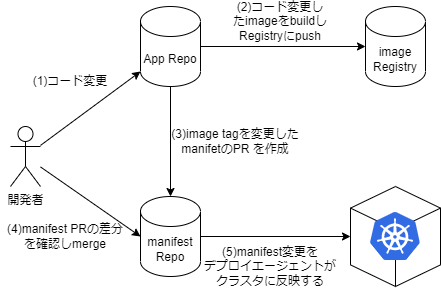 (2)コード変更し
たimageをbuildし
Registryにpush
App Repo
image
Registry
(1)コード変更
(3)image tagを変更した
manifetのPR を作成
開発者
(4)manifest PRの差分
を確認しmerge
manifest
Repo
(5)manifest変更を
デプロイエージェントが
クラスタに反映する